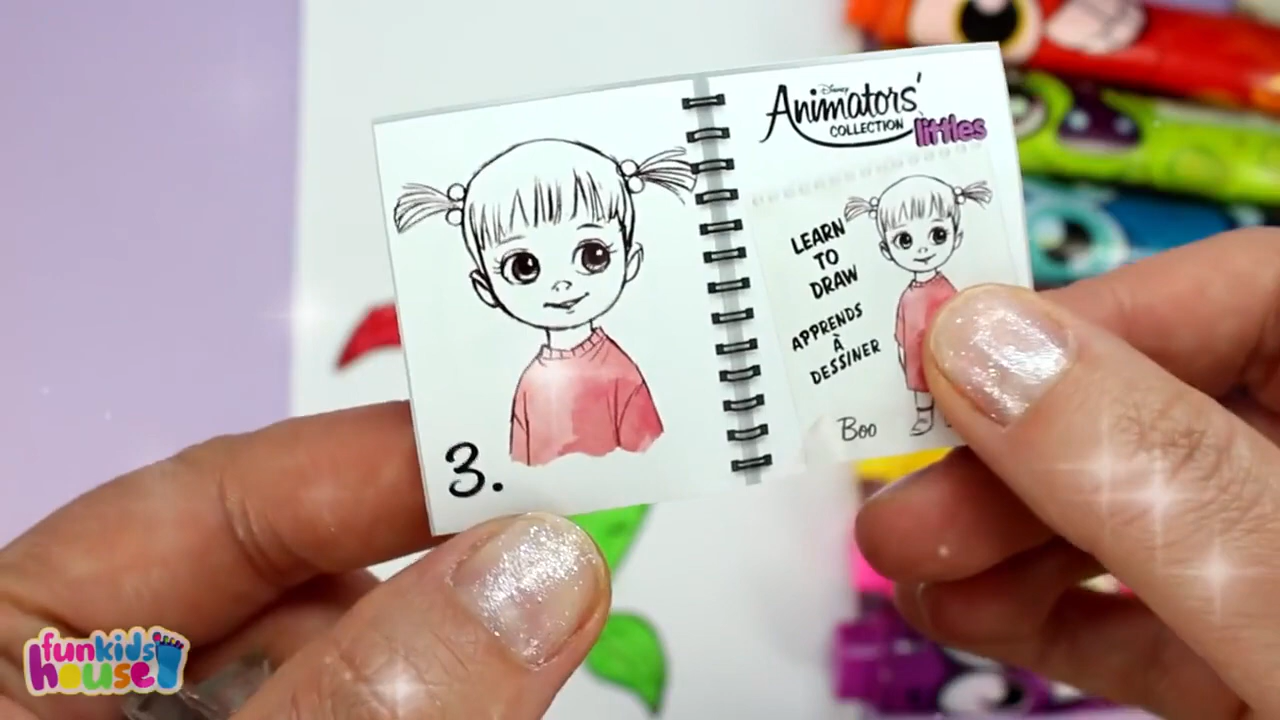 3.
Disney
Animators'
COLLECTION
littles
LEARN
TO
DRAW
APPRENDS
À
DESSINER
Boo
funkids
house